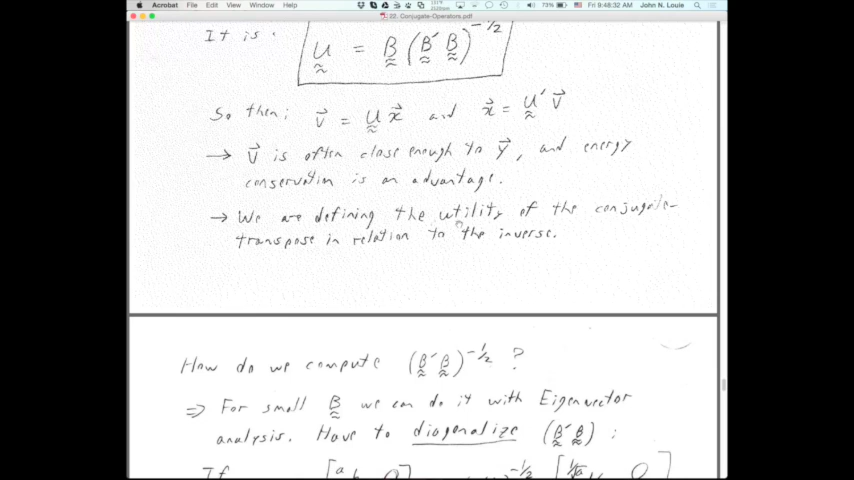 Acrobat File Edit View Window Help 73% Fri 9:48:32 AM John N. Louie
22. Conjugate-Operators.pdf
It is:
U = B (B′ B)^-1/2
So then: v⃗ = U x⃗ and x⃗ = U′ v⃗
→ v⃗ is often close enough to y⃗, and energy
conservation is an advantage.
→ We are defining the utility of the conjugate-
transpose in relation to the inverse.
How do we compute (B′ B)^-1/2 ?
⇒ For small B we can do it with Eigenvector
analysis. Have to diagonalize (B′ B) :
If